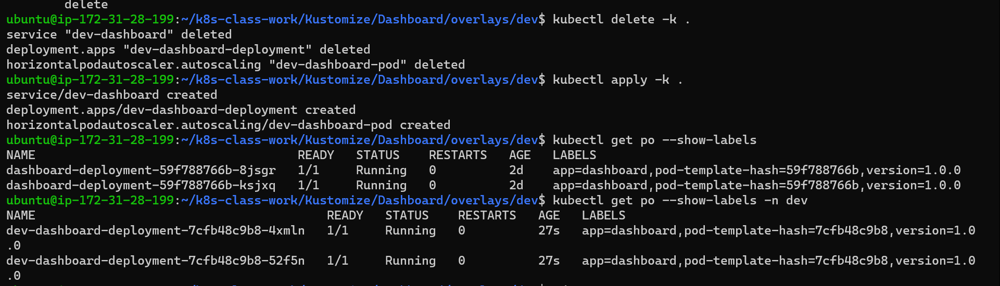 delete
ubuntu@ip-172-31-28-199:~/k8s-class-work/Kustomize/Dashboard/overlays/dev$ kubectl delete -k .
service "dev-dashboard" deleted
deployment.apps "dev-dashboard-deployment" deleted
horizontalpodautoscaler.autoscaling "dev-dashboard-pod" deleted
ubuntu@ip-172-31-28-199:~/k8s-class-work/Kustomize/Dashboard/overlays/dev$ kubectl apply -k .
service/dev-dashboard created
deployment.apps/dev-dashboard-deployment created
horizontalpodautoscaler.autoscaling/dev-dashboard-pod created
ubuntu@ip-172-31-28-199:~/k8s-class-work/Kustomize/Dashboard/overlays/dev$ kubectl get po --show-labels
NAME                                    READY   STATUS    RESTARTS   AGE   LABELS
dashboard-deployment-59f788766b-8jsgr   1/1     Running   0          2d    app=dashboard,pod-template-hash=59f788766b,version=1.0.0
dashboard-deployment-59f788766b-ksjxq   1/1     Running   0          2d    app=dashboard,pod-template-hash=59f788766b,version=1.0.0
ubuntu@ip-172-31-28-199:~/k8s-class-work/Kustomize/Dashboard/overlays/dev$ kubectl get po --show-labels -n dev
NAME                                        READY   STATUS    RESTARTS   AGE   LABELS
dev-dashboard-deployment-7cfb48c9b8-4xmln   1/1     Running   0          27s   app=dashboard,pod-template-hash=7cfb48c9b8,version=1.0
.0
dev-dashboard-deployment-7cfb48c9b8-52f5n   1/1     Running   0          27s   app=dashboard,pod-template-hash=7cfb48c9b8,version=1.0
.0